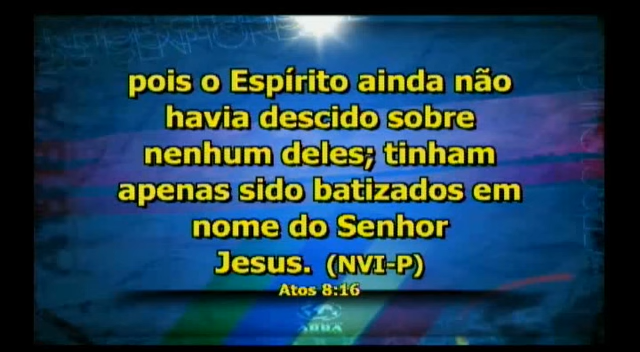 pois o Espírito ainda não
havia descido sobre
nenhum deles; tinham
apenas sido batizados em
nome do Senhor
Jesus. (NVI-P)
Atos 8:16